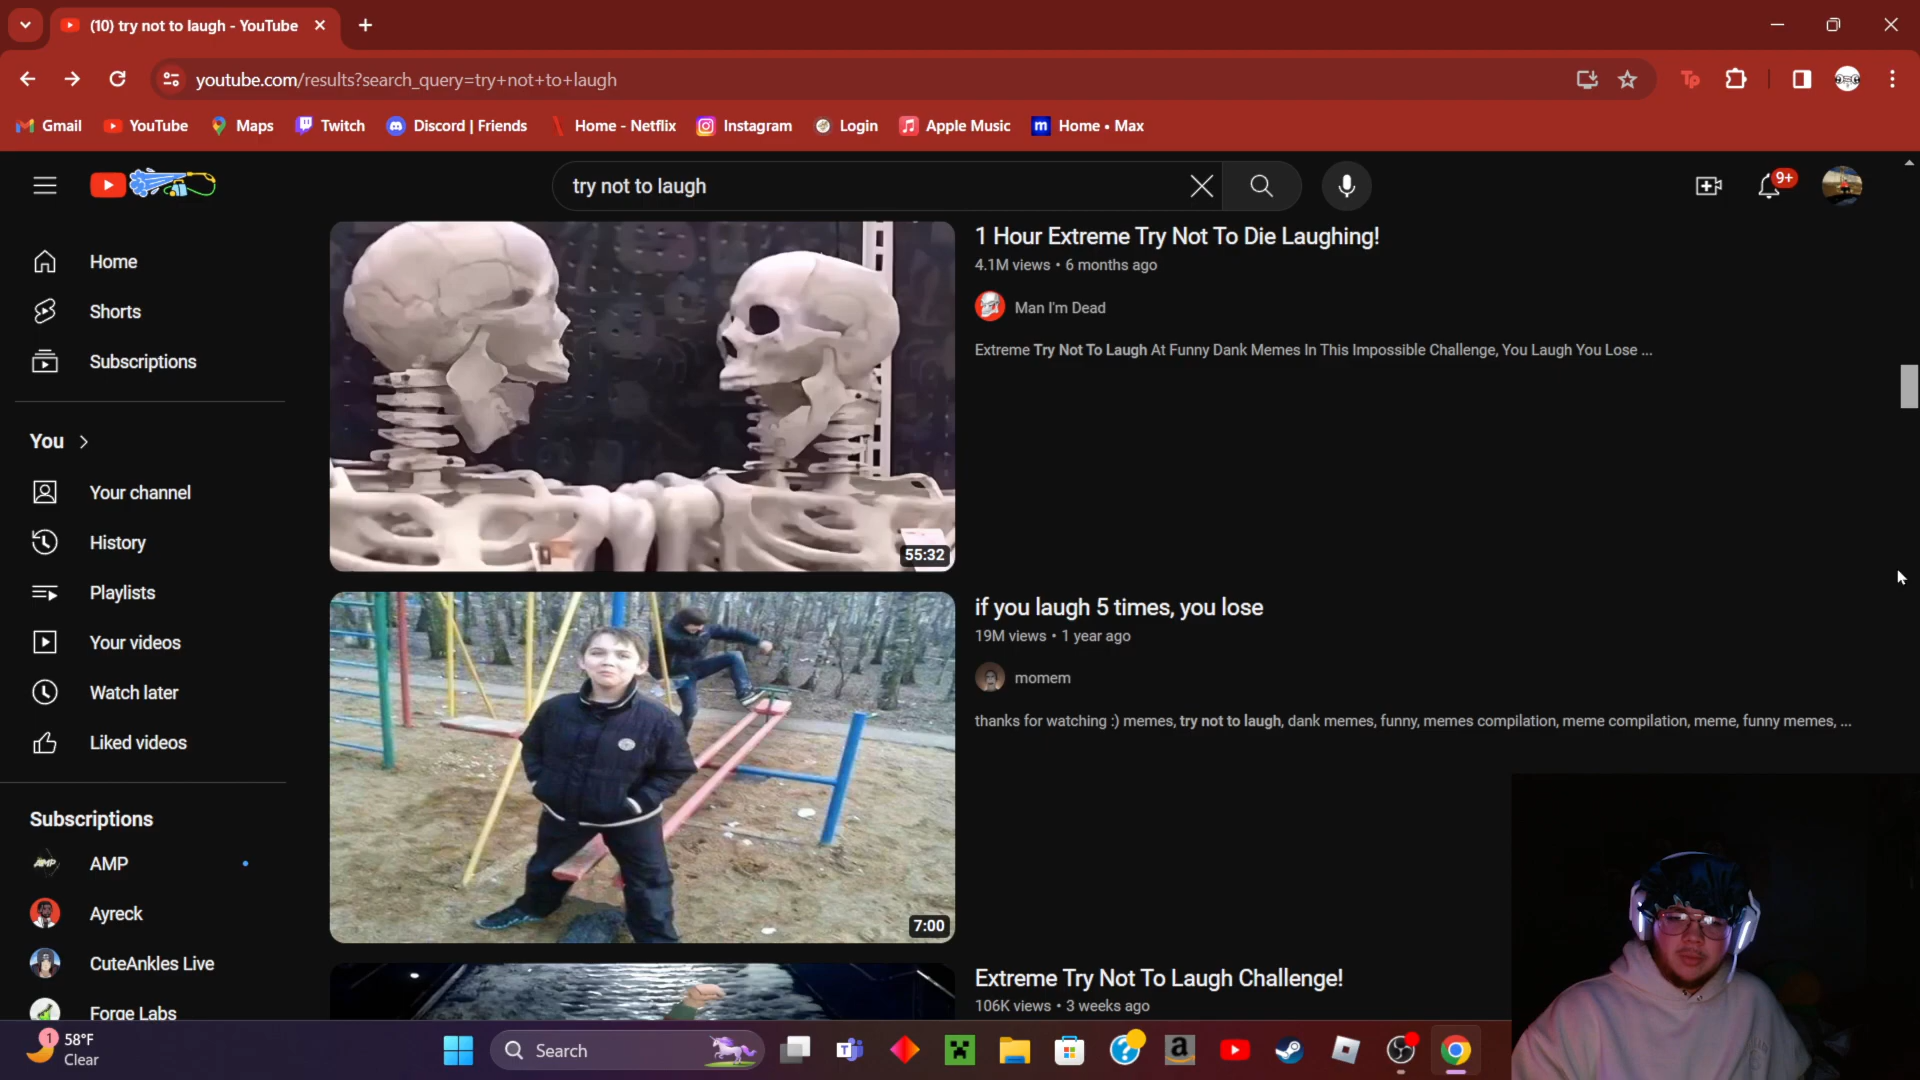 (10) try not to laugh - YouTube
youtube.com/results?search_query=try+not+to+laugh
Tp
Gmail
YouTube
Maps
Twitch
Discord | Friends
Home - Netflix
Instagram
Login
Apple Music
m
Home • Max
try not to laugh
9+
Home
Shorts
Subscriptions
You
Your channel
History
Playlists
Your videos
Watch later
Liked videos
Subscriptions
AMP
AMP
Ayreck
CuteAnkles Live
Forge Labs
55:32
1 Hour Extreme Try Not To Die Laughing!
4.1M views • 6 months ago
Man I'm Dead
Extreme Try Not To Laugh At Funny Dank Memes In This Impossible Challenge, You Laugh You Lose ...
7:00
if you laugh 5 times, you lose
19M views • 1 year ago
momem
thanks for watching :) memes, try not to laugh, dank memes, funny, memes compilation, meme compilation, meme, funny memes, ...
Extreme Try Not To Laugh Challenge!
106K views • 3 weeks ago
1
58°F
Clear
Search
T
?
a